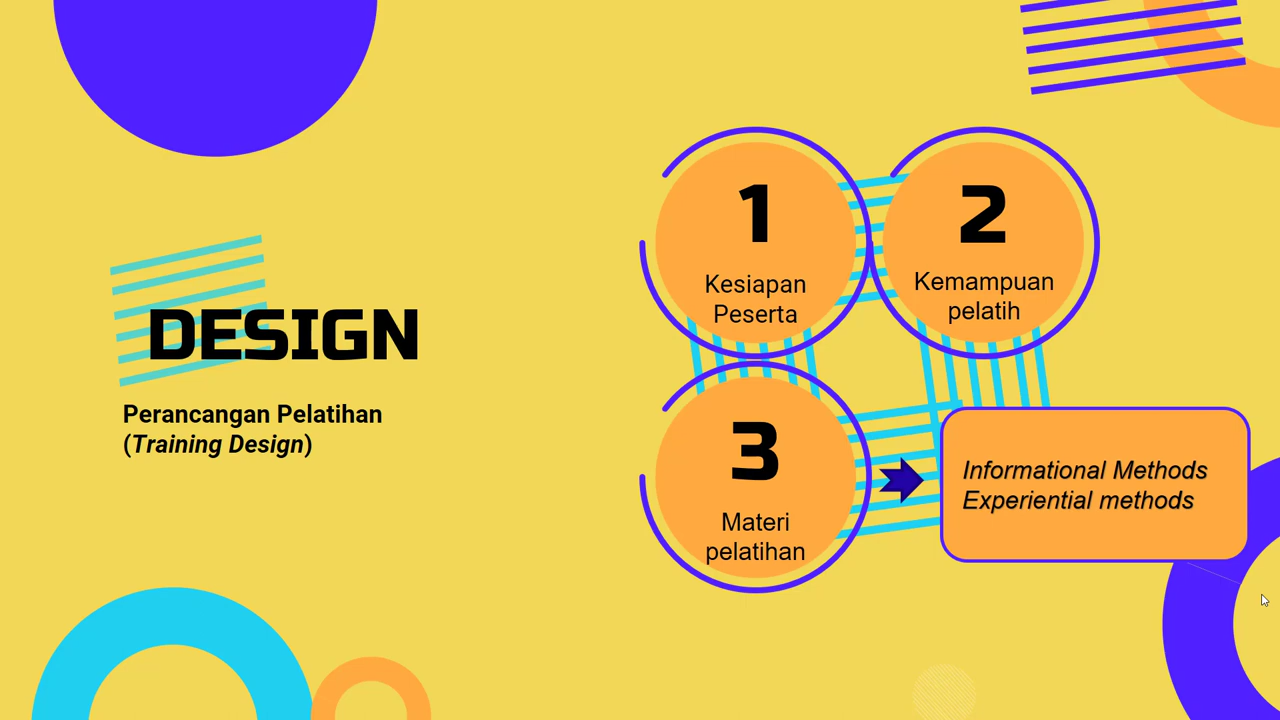 DESIGN
Perancangan Pelatihan
(Training Design)
1
Kesiapan
Peserta
2
Kemampuan
pelatih
3
Materi
pelatihan
Informational Methods
Experiential methods